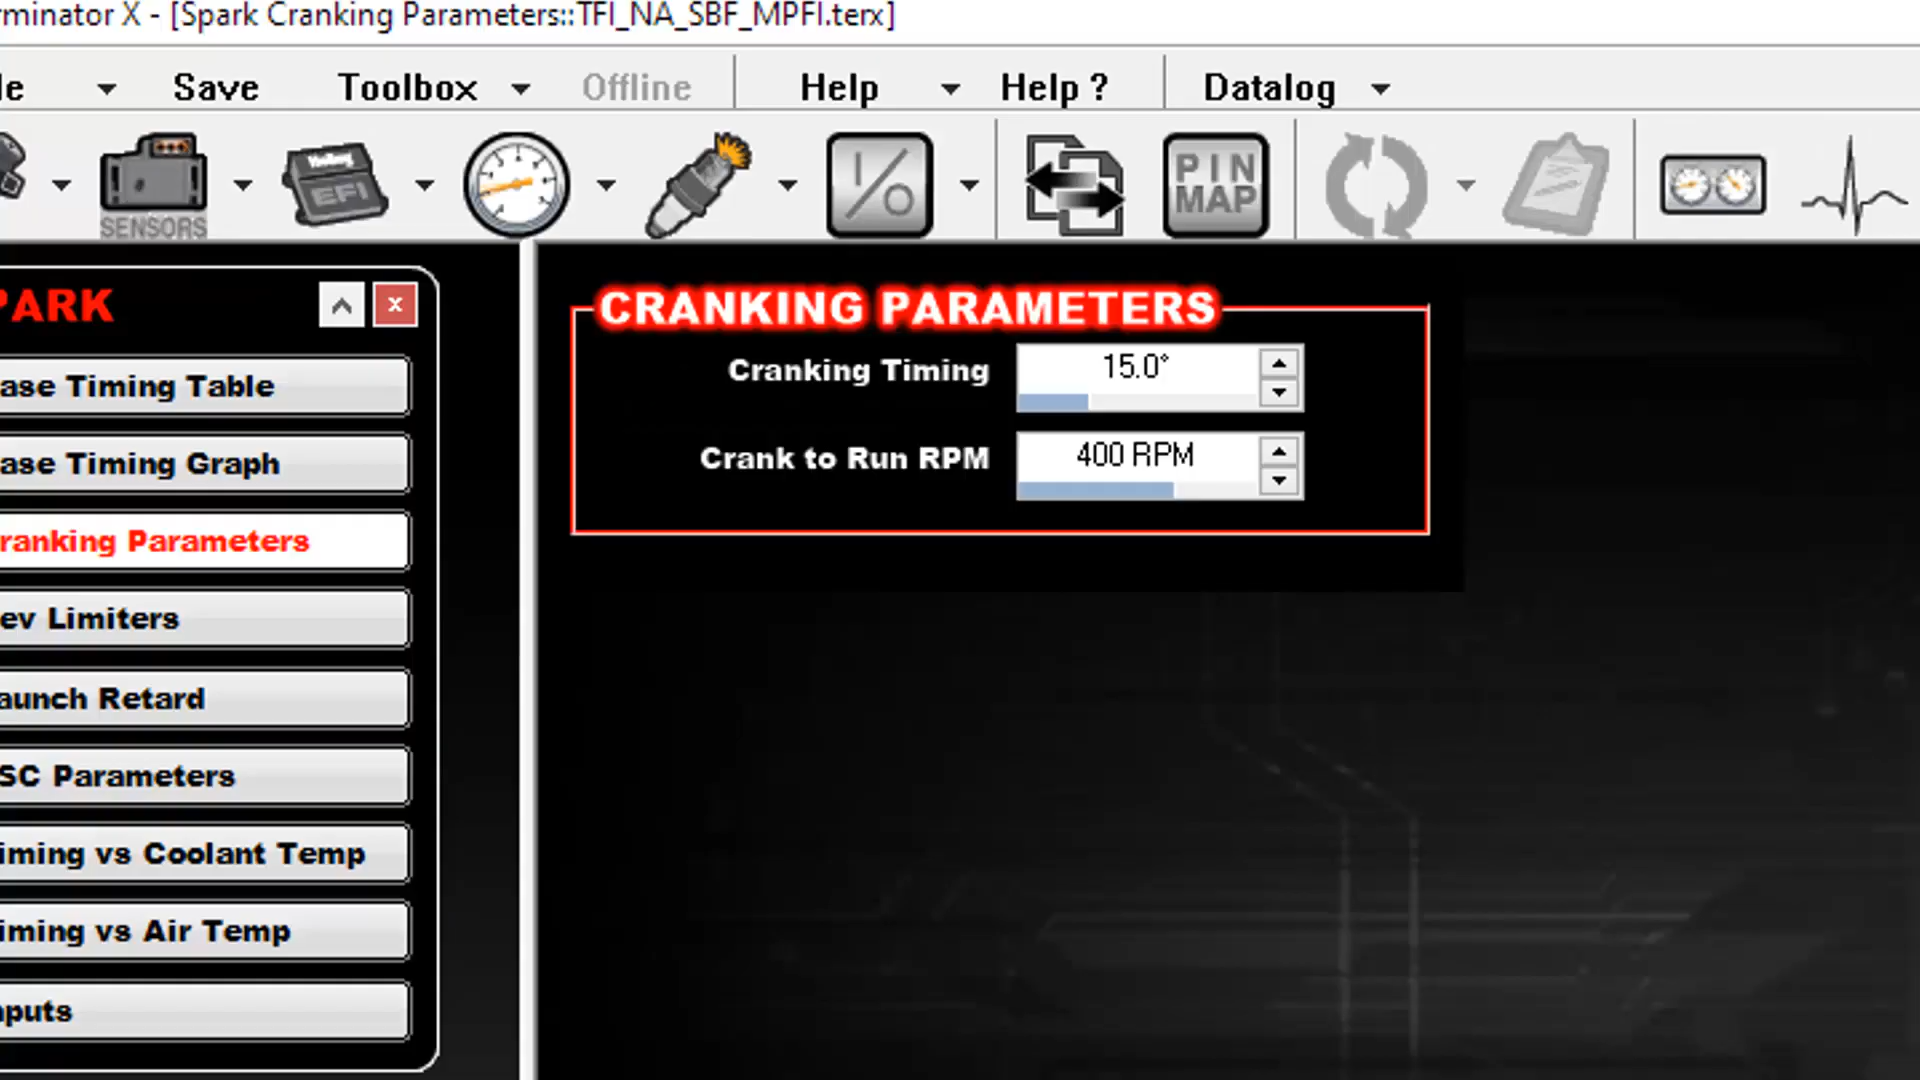 rminator X - [Spark Cranking Parameters::TFI_NA_SBF_MPFI.terx]
le Save Toolbox Offline Help Help ? Datalog
SENSORS Holley EFI I/O PIN MAP
PARK x
CRANKING PARAMETERS
Cranking Timing 15.0°
Crank to Run RPM 400 RPM
ase Timing Table
ase Timing Graph
ranking Parameters
ev Limiters
aunch Retard
SC Parameters
iming vs Coolant Temp
iming vs Air Temp
nputs